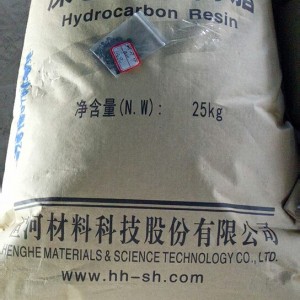 Hydrocarbon Resin
净含量(N.W): 25kg
河材料科技股份有限公
HENGHE MATERIALS & SCIENCE TECHNOLOGY CO.,LTD.
www.hh-sh.com